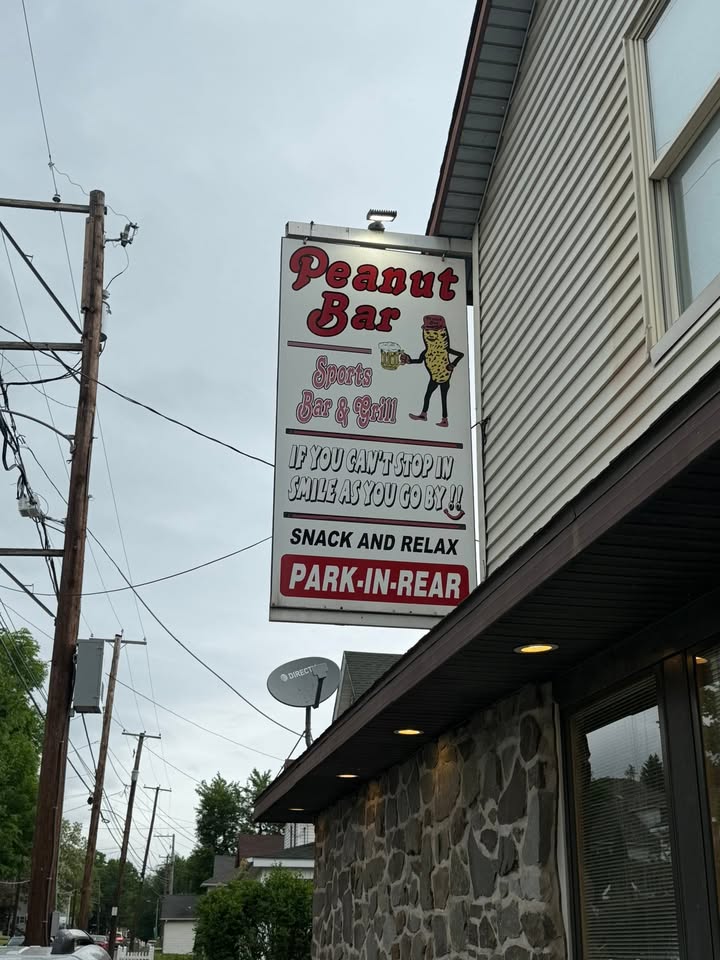 Peanut
Bar
Sports
Bar & Grill
IF YOU CAN'T STOP IN
SMILE AS YOU GO BY !!
SNACK AND RELAX
PARK-IN-REAR
DIRECTV